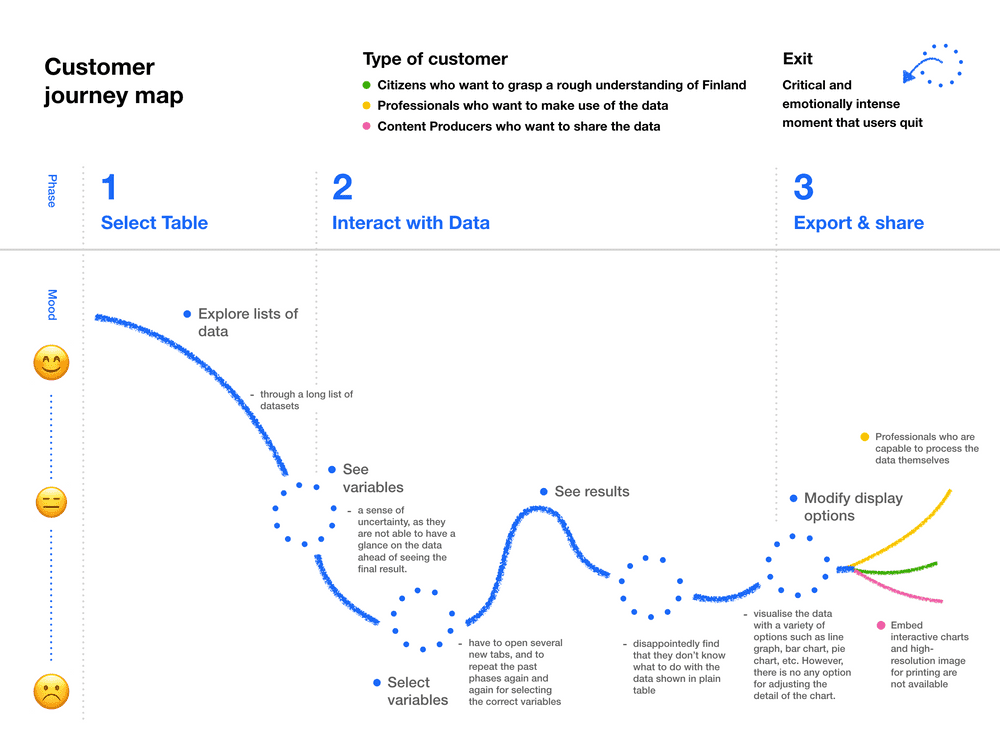 Customer
journey map
Type of customer
Citizens who want to grasp a rough understanding of Finland
Professionals who want to make use of the data
Content Producers who want to share the data
Exit
Critical and
emotionally intense
moment that users quit
Phase
1
Select Table
2
Interact with Data
3
Export & share
Mood
Explore lists of
data
- through a long list of
datasets
See
variables
- a sense of
uncertainty, as they
are not able to have a
glance on the data
ahead of seeing the
final result.
Select
variables
- have to open several
new tabs, and to
repeat the past
phases again and
again for selecting
the correct variables
See results
- disappointedly find
that they don't know
what to do with the
data shown in plain
table
Modify display
options
- visualise the data
with a variety of
options such as line
graph, bar chart, pie
chart, etc. However,
there is no any option
for adjusting the
detail of the chart.
Professionals who are
capable to process the
data themselves
Embed
interactive charts
and high-
resolution image
for printing are
not available